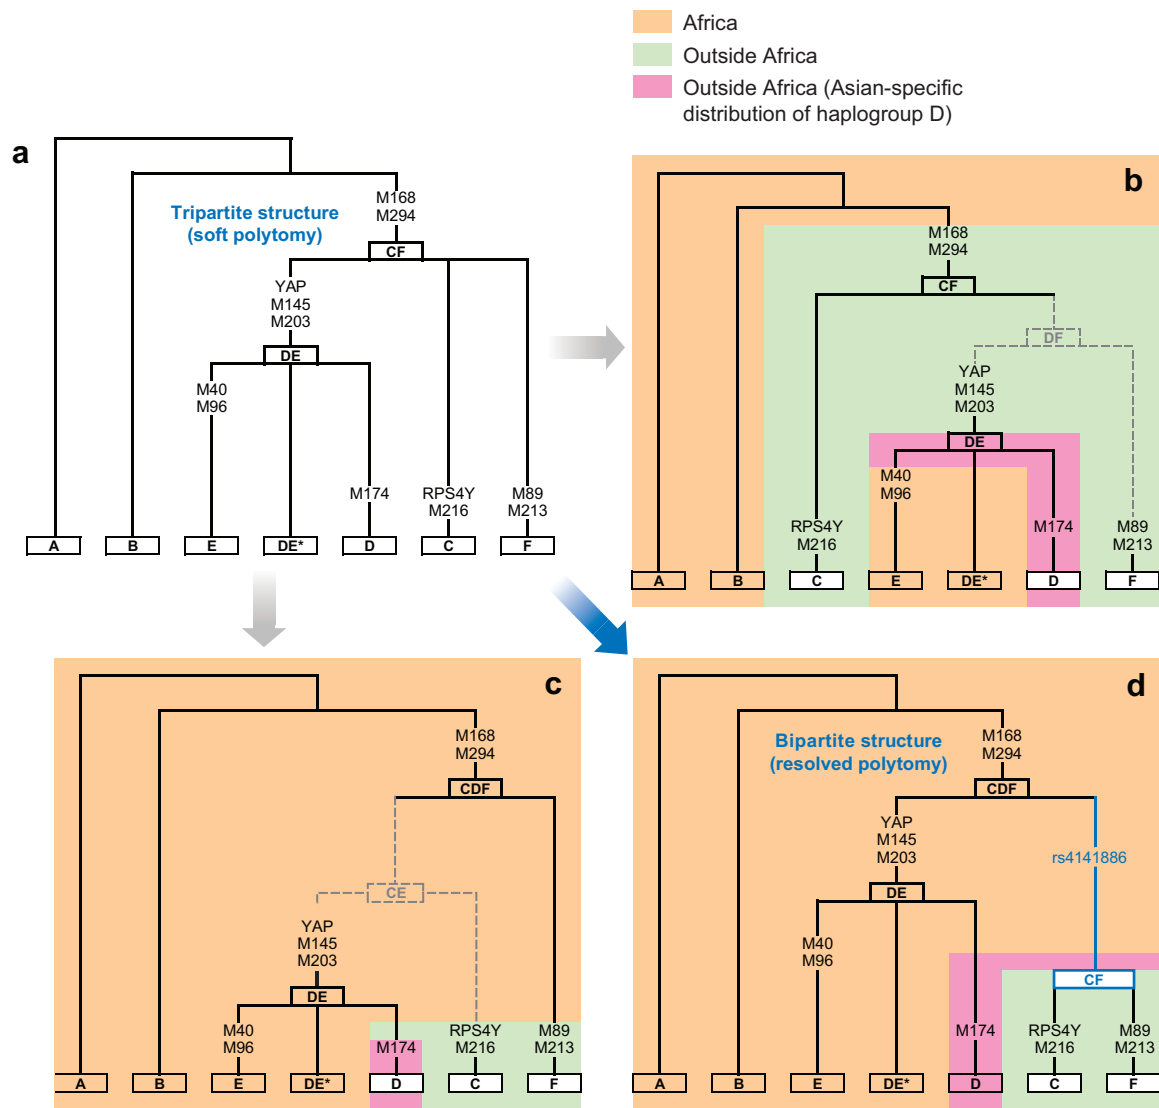 Africa
Outside Africa
Outside Africa (Asian-specific
distribution of haplogroup D)
a
M168
M294
Tripartite structure
(soft polytomy)
CF
YAP
M145
M203
DE
M40
M96
M174
RPS4Y
M216
M89
M213
A
B
E
DE*
D
C
F
b
M168
M294
CF
DF
YAP
M145
M203
DE
M40
M96
RPS4Y
M216
M174
M89
M213
A
B
C
E
DE*
D
F
c
M168
M294
CDF
CE
YAP
M145
M203
DE
M40
M96
M174
RPS4Y
M216
M89
M213
A
B
E
DE*
D
C
F
d
M168
M294
Bipartite structure
(resolved polytomy)
CDF
YAP
M145
M203
rs4141886
DE
M40
M96
CF
M174
RPS4Y
M216
M89
M213
A
B
E
DE*
D
C
F